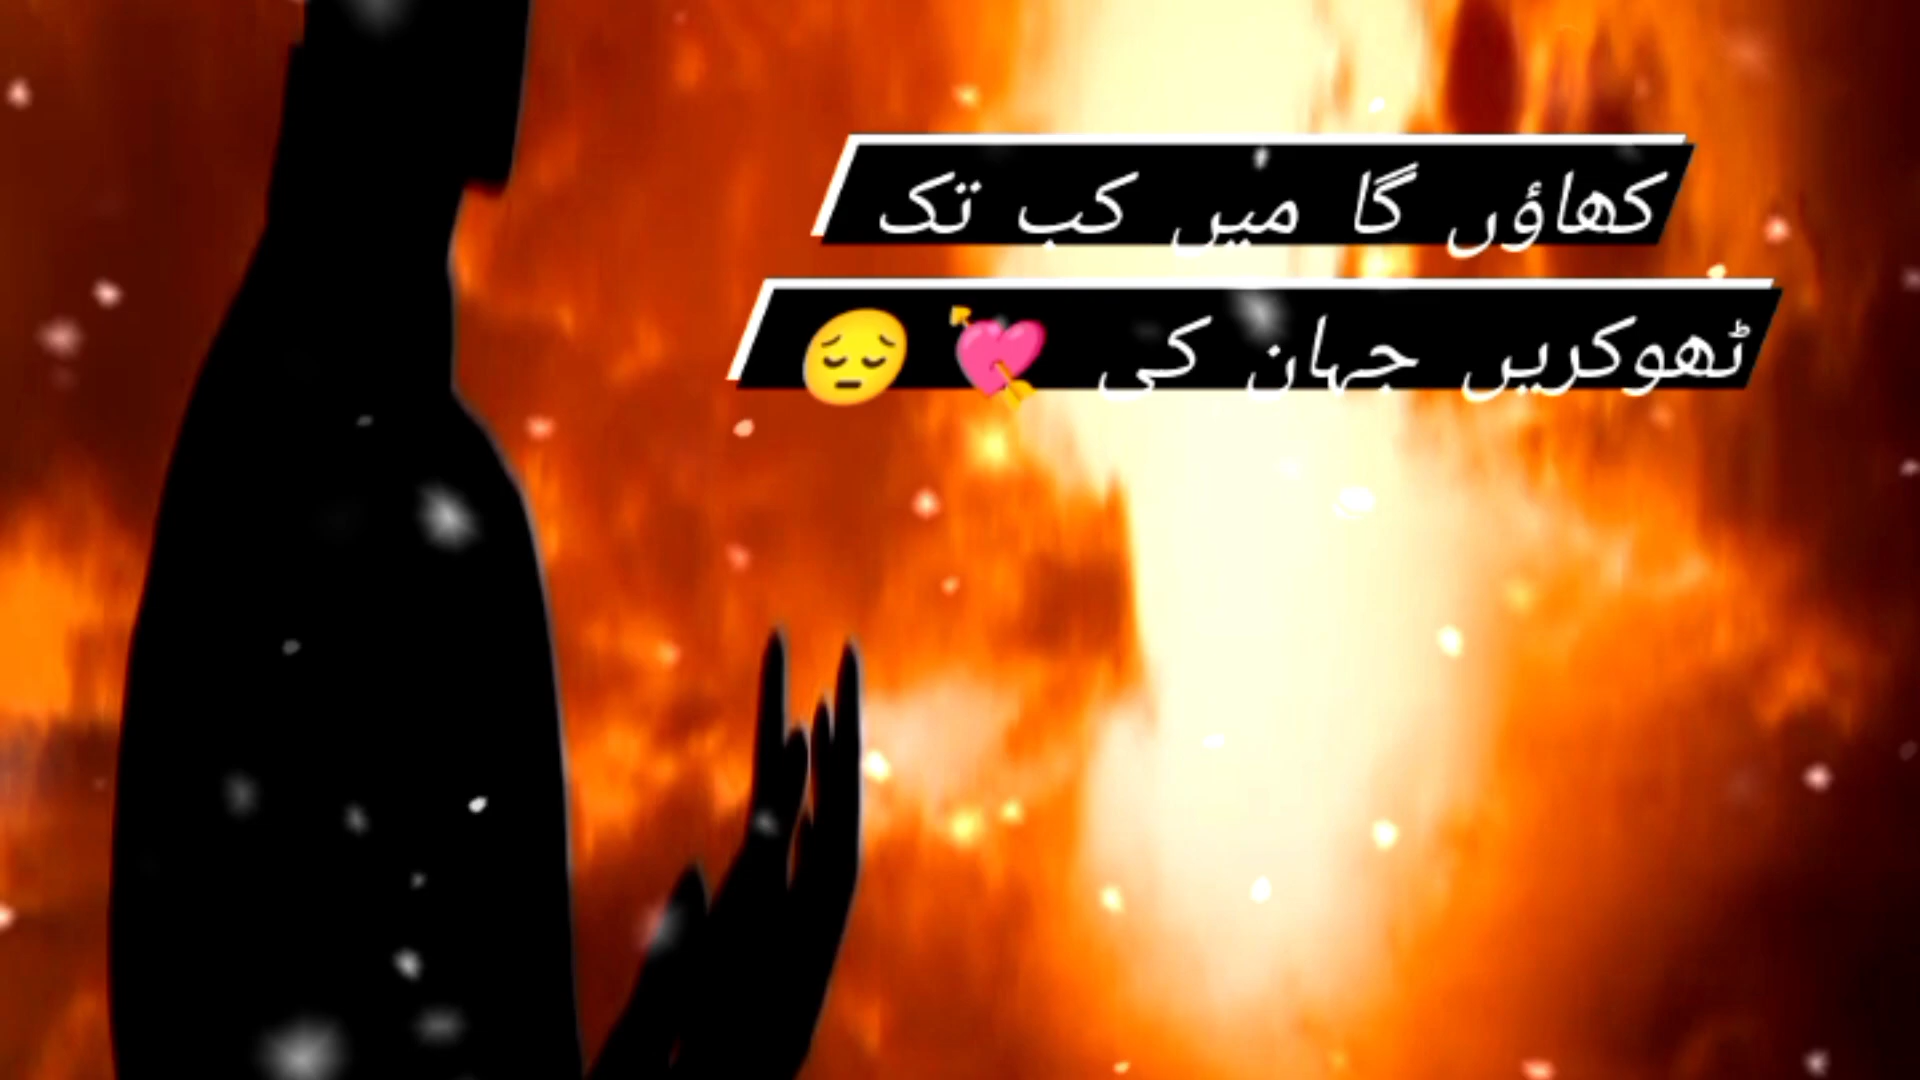 کھاؤں گا میں کب تک
ٹھوکریں جہان کی 💘 😔